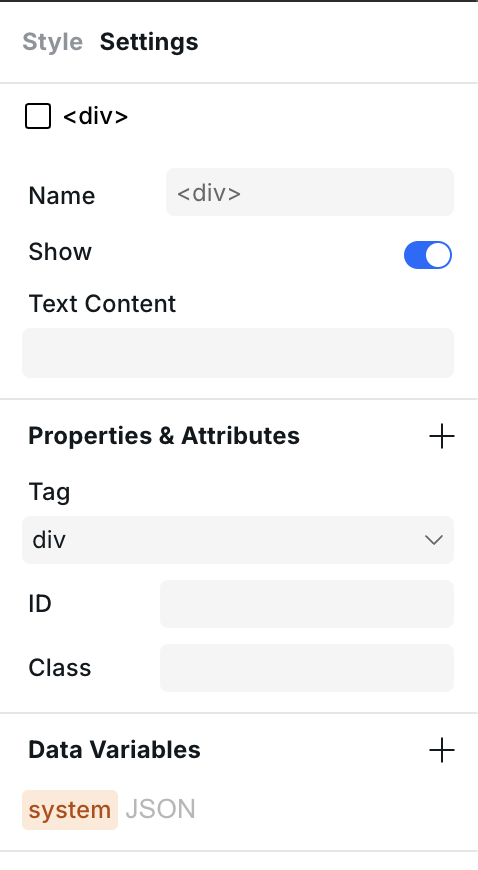 Style Settings
<div>
Name <div>
Show
Text Content
Properties & Attributes
Tag
div
ID
Class
Data Variables
system JSON